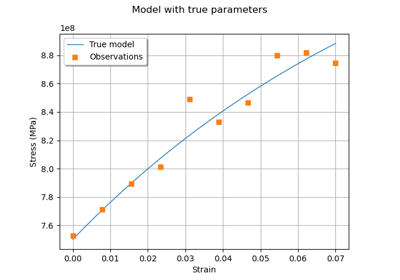 Model with true parameters
1e8
8.8
8.6
8.4
8.2
8.0
7.8
7.6
Stress (MPa)
True model
Observations
0.00 0.01 0.02 0.03 0.04 0.05 0.06 0.07
Strain